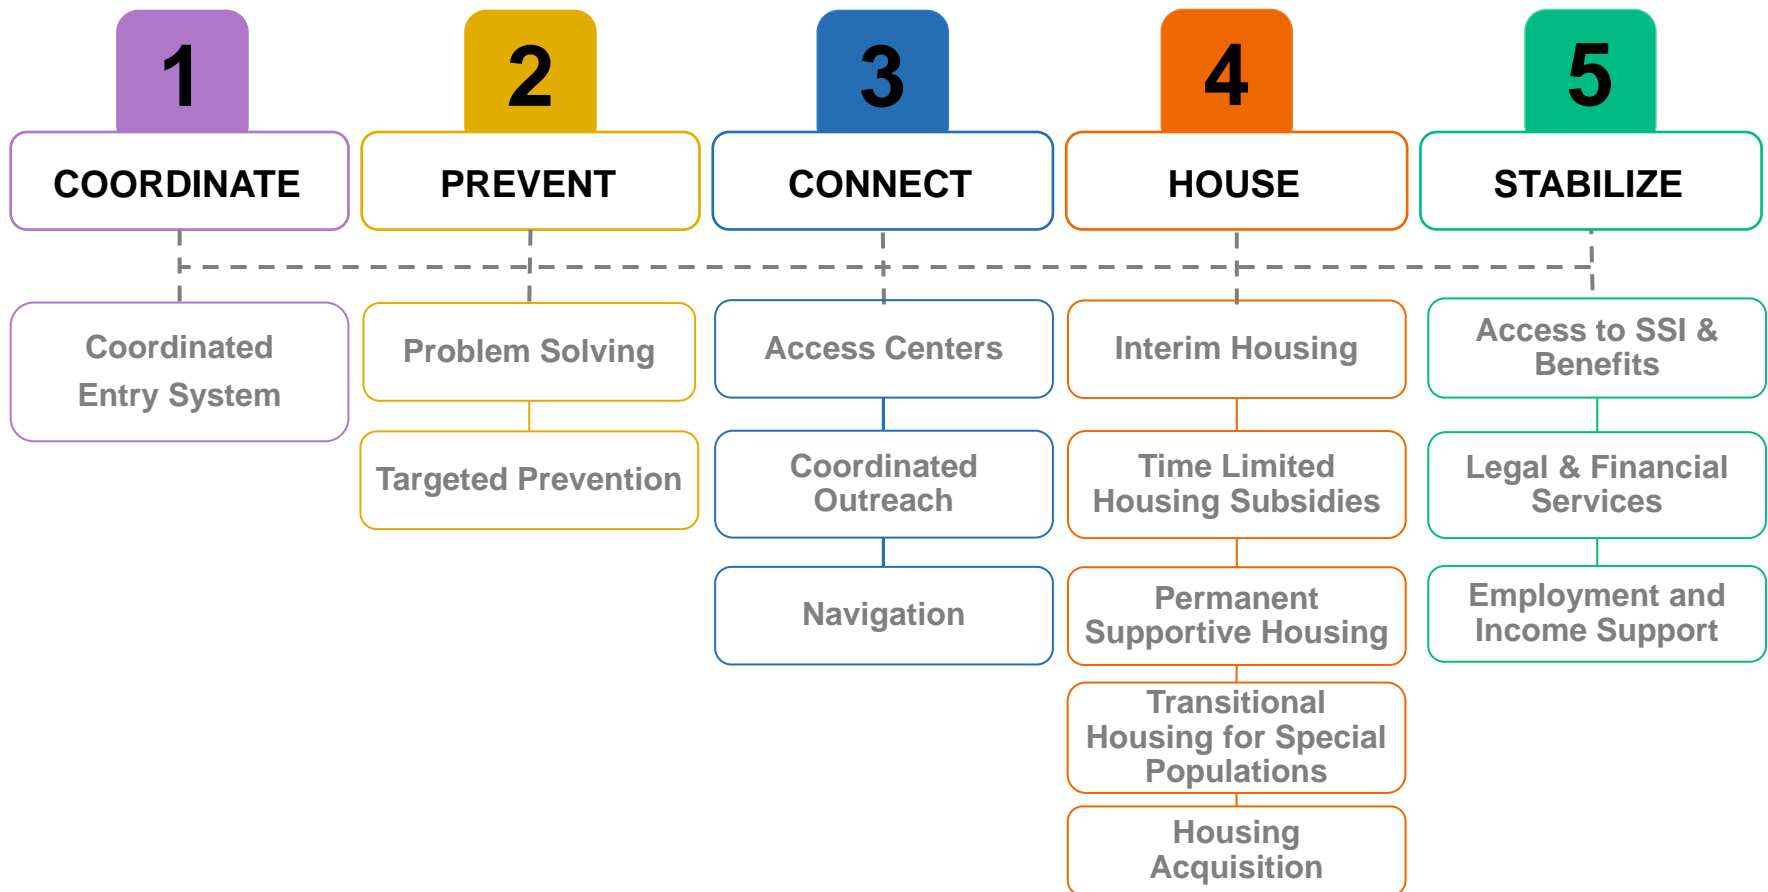 1
COORDINATE
Coordinated
Entry System
2
PREVENT
Problem Solving
Targeted Prevention
3
CONNECT
Access Centers
Coordinated
Outreach
Navigation
4
HOUSE
Interim Housing
Time Limited
Housing Subsidies
Permanent
Supportive Housing
Transitional
Housing for Special
Populations
Housing
Acquisition
5
STABILIZE
Access to SSI &
Benefits
Legal & Financial
Services
Employment and
Income Support